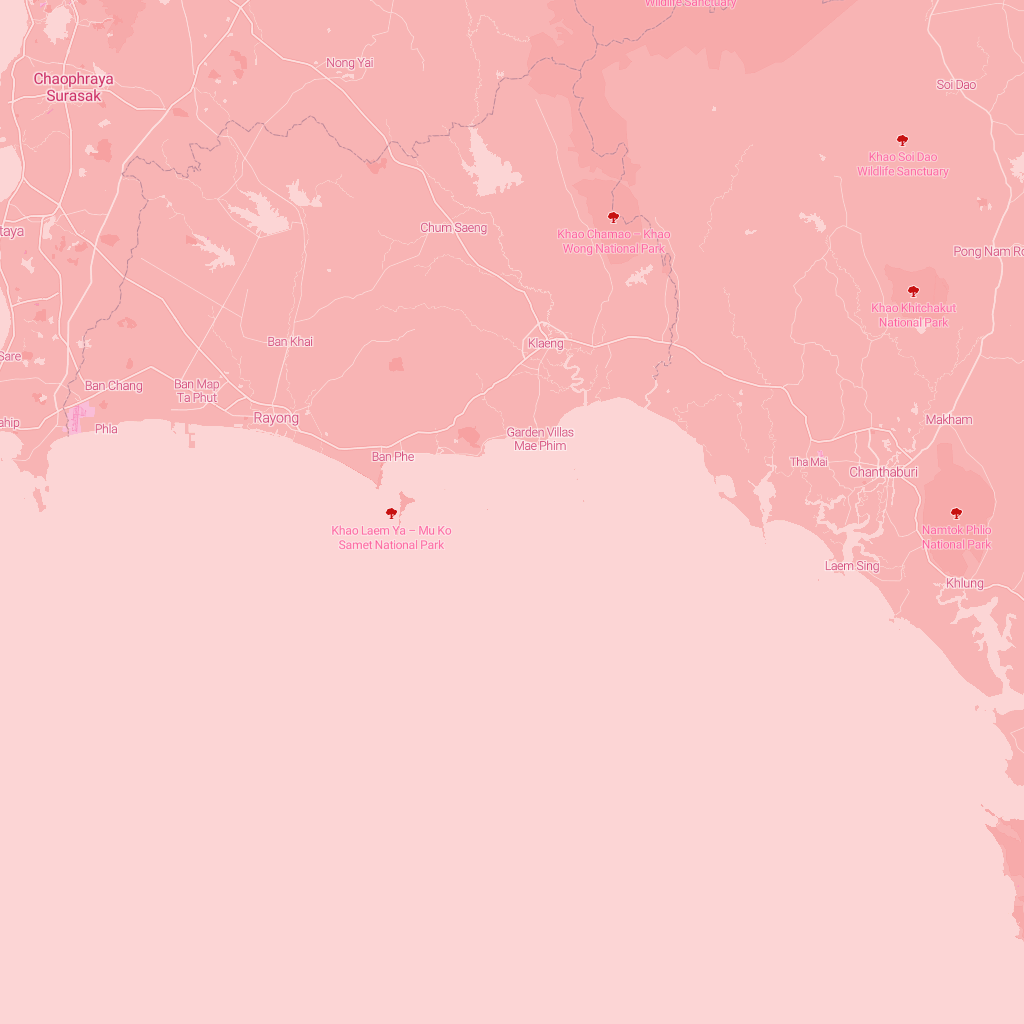 Wildlife Sanctuary
Nong Yai
Chaophraya
Surasak
Soi Dao
Khao Soi Dao
Wildlife Sanctuary
taya
Chum Saeng
Khao Chamao – Khao
Wong National Park
Pong Nam Ro
Khao Khitchakut
National Park
Sare
Ban Khai
Klaeng
Ban Chang
Ban Map
Ta Phut
Rayong
ahip
Phla
Garden Villas
Mae Phim
Makham
Ban Phe
Tha Mai
Chanthaburi
Khao Laem Ya – Mu Ko
Samet National Park
Namtok Phlio
National Park
Laem Sing
Khlung